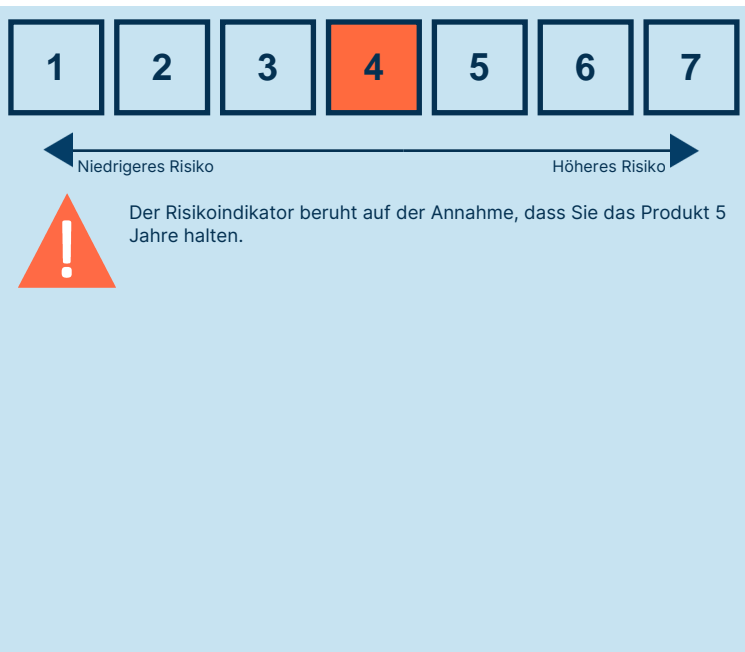 1 2 3 4 5 6 7
Niedrigeres Risiko Höheres Risiko
!
Der Risikoindikator beruht auf der Annahme, dass Sie das Produkt 5
Jahre halten.